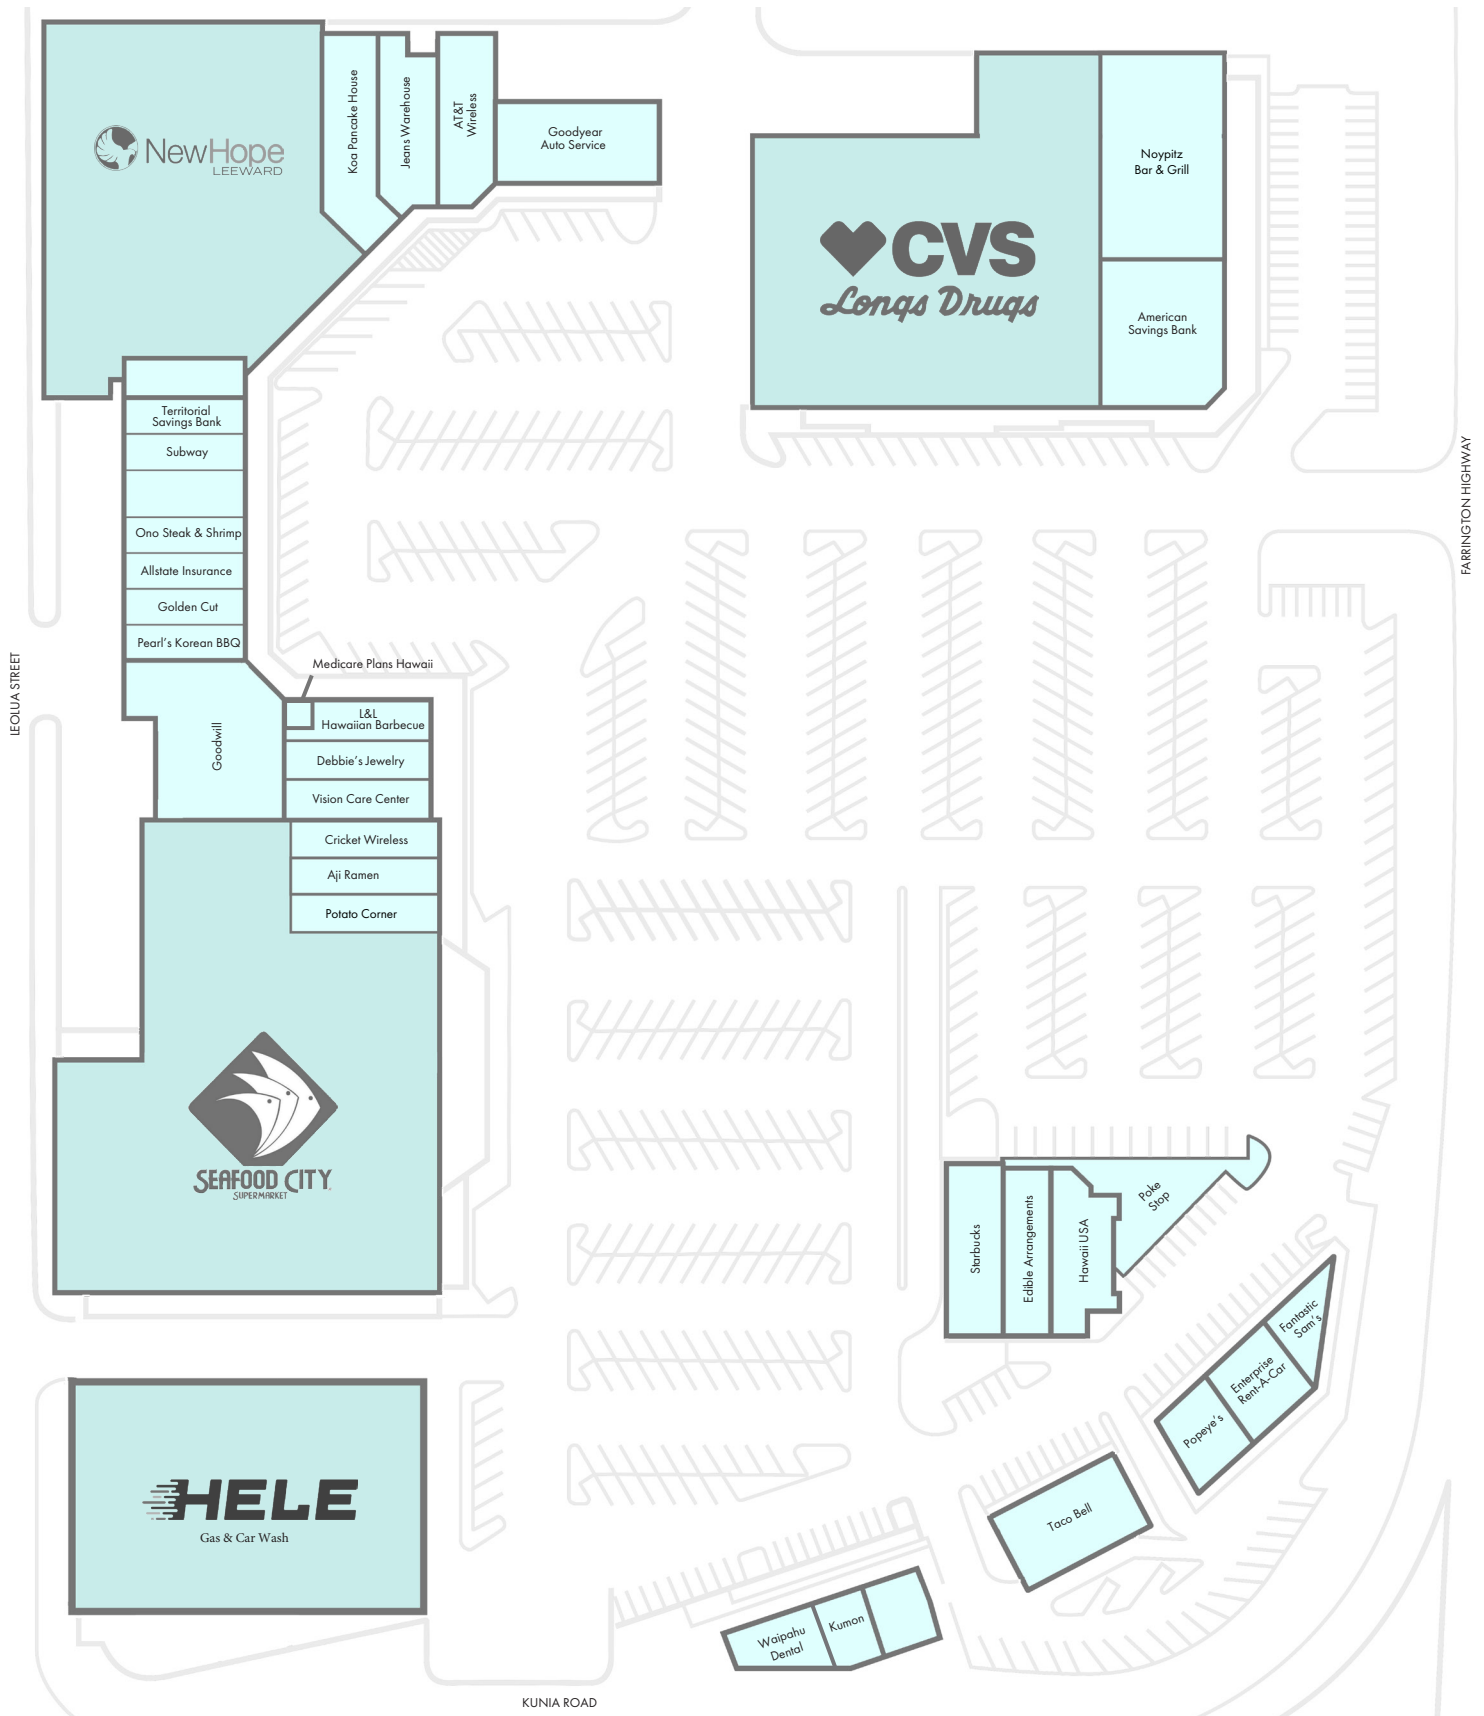 NewHope
LEEWARD
Koa Pancake House
Jeans Warehouse
AT&T
Wireless
Goodyear
Auto Service
CVS
Longs Drugs
Noypitz
Bar & Grill
American
Savings Bank
FARRINGTON HIGHWAY
Territorial
Savings Bank
Subway
Ono Steak & Shrimp
Allstate Insurance
Golden Cut
Pearl's Korean BBQ
LEOLUA STREET
Goodwill
Medicare Plans Hawaii
L&L
Hawaiian Barbecue
Debbie's Jewelry
Vision Care Center
Cricket Wireless
Aji Ramen
Potato Corner
SEAFOOD CITY
SUPERMARKET
Starbucks
Edible Arrangements
Hawaii USA
Poke
Stop
Fantastic
Sam's
Enterprise
Rent-A-Car
Popeye's
Taco Bell
HELE
Gas & Car Wash
Waipahu
Dental
Kumon
KUNIA ROAD